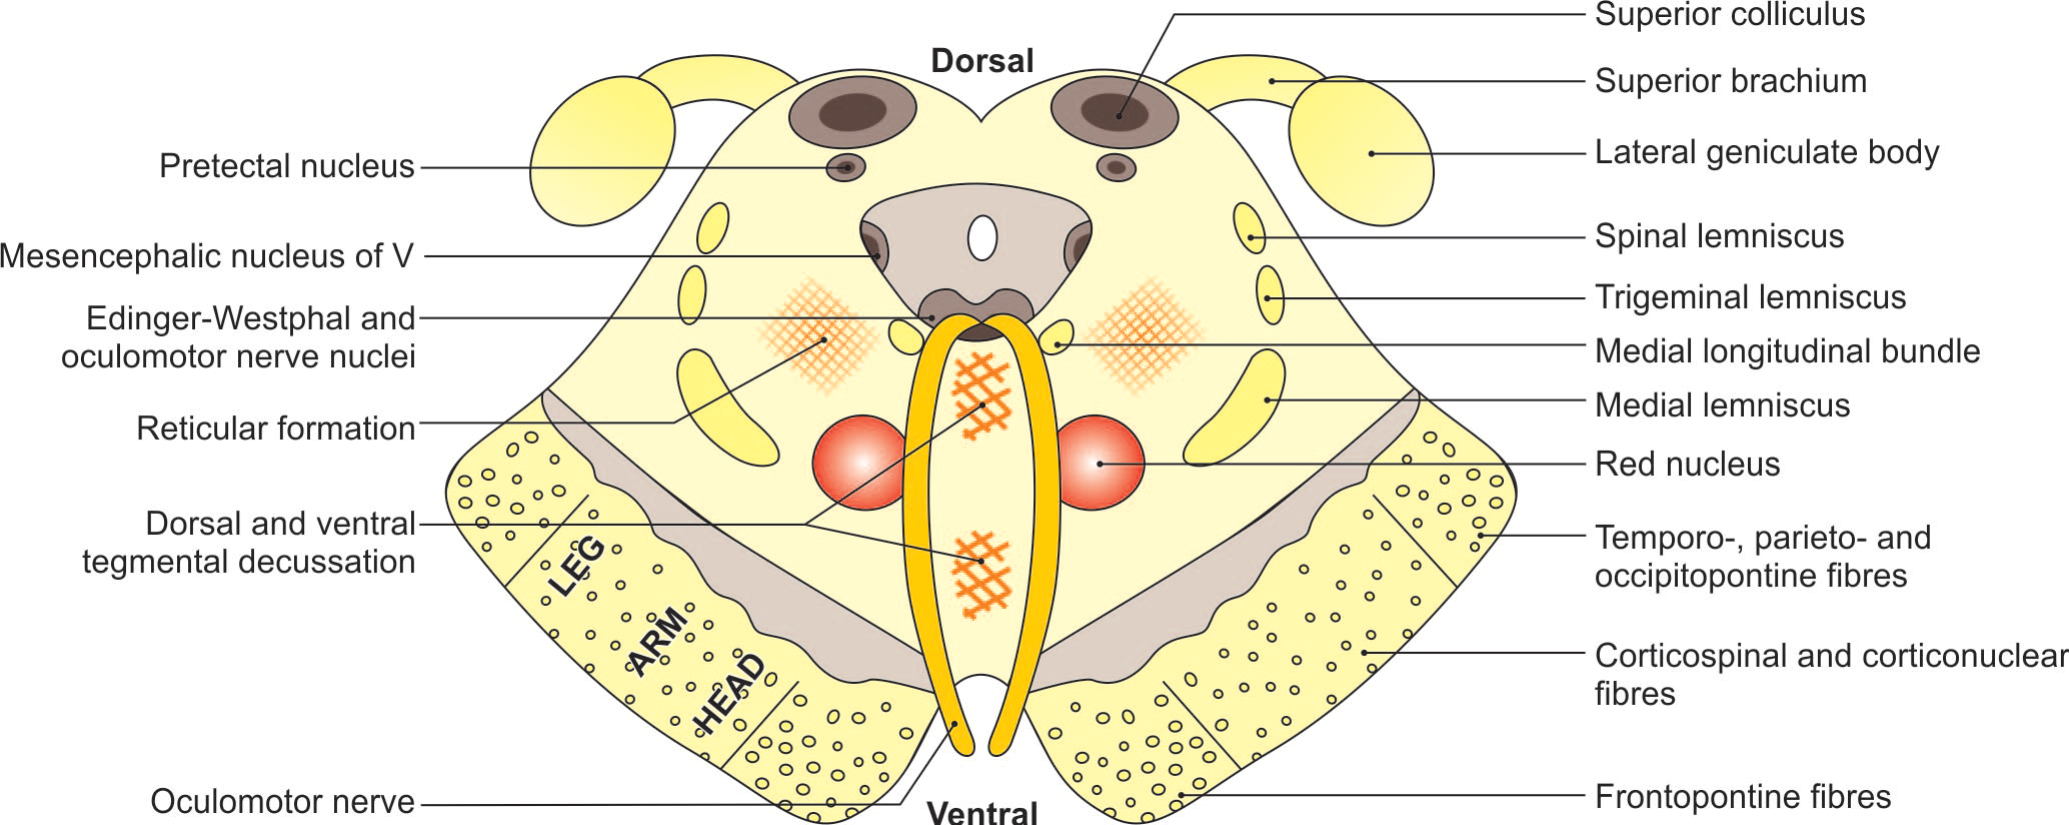 Dorsal
Pretectal nucleus
Mesencephalic nucleus of V
Edinger-Westphal and
oculomotor nerve nuclei
Reticular formation
Dorsal and ventral
tegmental decussation
Oculomotor nerve
LEG
ARM
HEAD
Superior colliculus
Superior brachium
Lateral geniculate body
Spinal lemniscus
Trigeminal lemniscus
Medial longitudinal bundle
Medial lemniscus
Red nucleus
Temporo-, parieto- and
occipitopontine fibres
Corticospinal and corticonuclear
fibres
Frontopontine fibres
Ventral